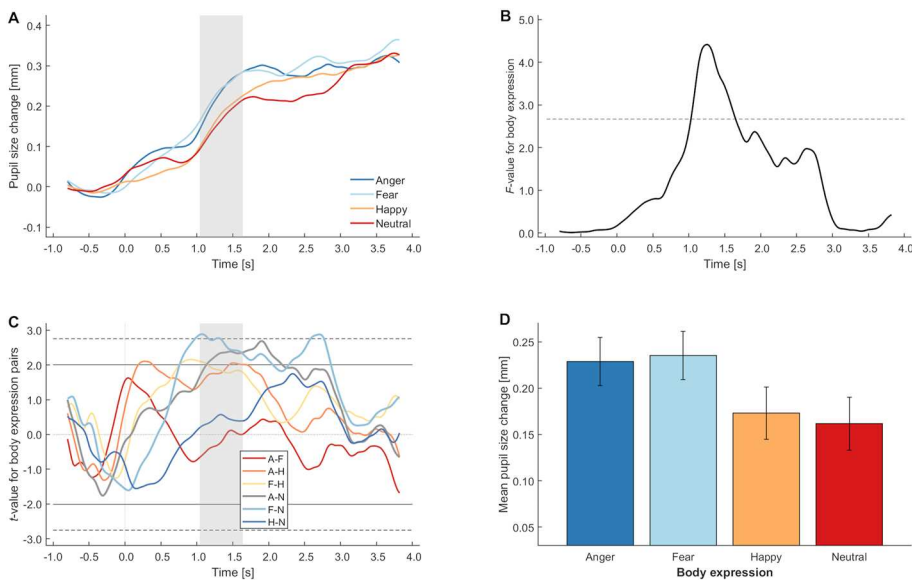 A
Pupil size change [mm]
0.4
0.3
0.2
0.1
0.0
-0.1
Anger
Fear
Happy
Neutral
-1.0 -0.5 0.0 0.5 1.0 1.5 2.0 2.5 3.0 3.5 4.0
Time [s]
B
F-value for body expression
5.0
4.0
3.0
2.0
1.0
0.0
-1.0 -0.5 0.0 0.5 1.0 1.5 2.0 2.5 3.0 3.5 4.0
Time [s]
C
t-value for body expression pairs
3.0
2.0
1.0
0.0
-1.0
-2.0
-3.0
A-F
A-H
F-H
A-N
F-N
H-N
-1.0 -0.5 0.0 0.5 1.0 1.5 2.0 2.5 3.0 3.5 4.0
Time [s]
D
Mean pupil size change [mm]
0.25
0.20
0.15
0.10
0.05
Anger Fear Happy Neutral
Body expression